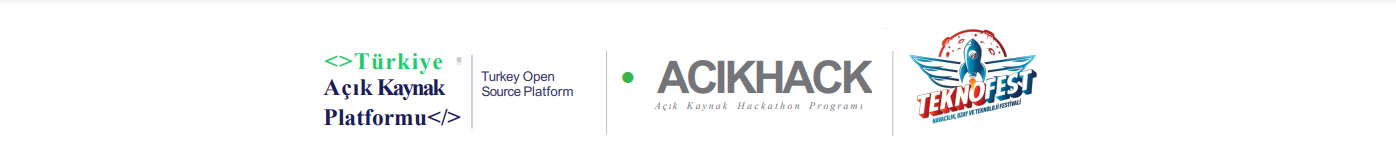 <>Türkiye
Açık Kaynak
Platformu</>
Turkey Open
Source Platform
ACIKHACK
Açık Kaynak Hackathon Programı
TEKNOFEST
HAVACILIK, UZAY VE TEKNOLOJİ FESTİVALİ